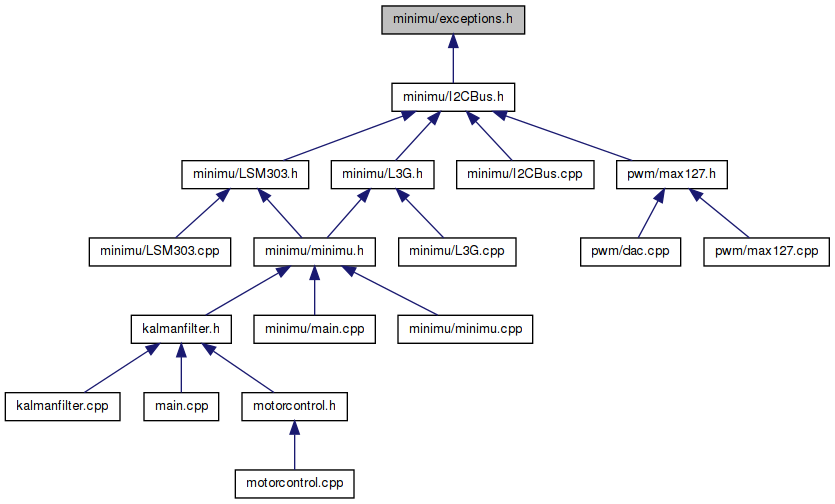 minimu/exceptions.h
minimu/I2CBus.h
minimu/LSM303.h
minimu/L3G.h
minimu/I2CBus.cpp
pwm/max127.h
minimu/LSM303.cpp
minimu/minimu.h
minimu/L3G.cpp
pwm/dac.cpp
pwm/max127.cpp
kalmanfilter.h
minimu/main.cpp
minimu/minimu.cpp
kalmanfilter.cpp
main.cpp
motorcontrol.h
motorcontrol.cpp